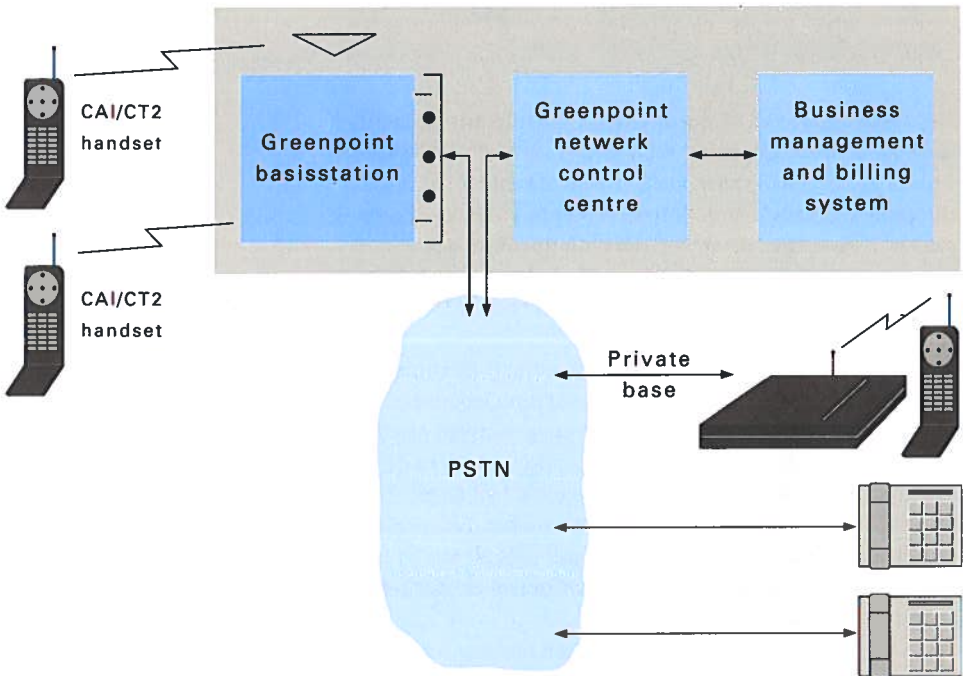 CAI/CT2
handset
Greenpoint
basisstation
Greenpoint
netwerk
control
centre
Business
management
and billing
system
CAI/CT2
handset
Private
base
PSTN